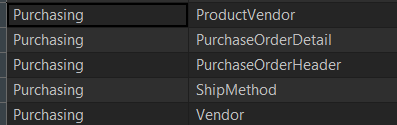 Purchasing ProductVendor
Purchasing PurchaseOrderDetail
Purchasing PurchaseOrderHeader
Purchasing ShipMethod
Purchasing Vendor